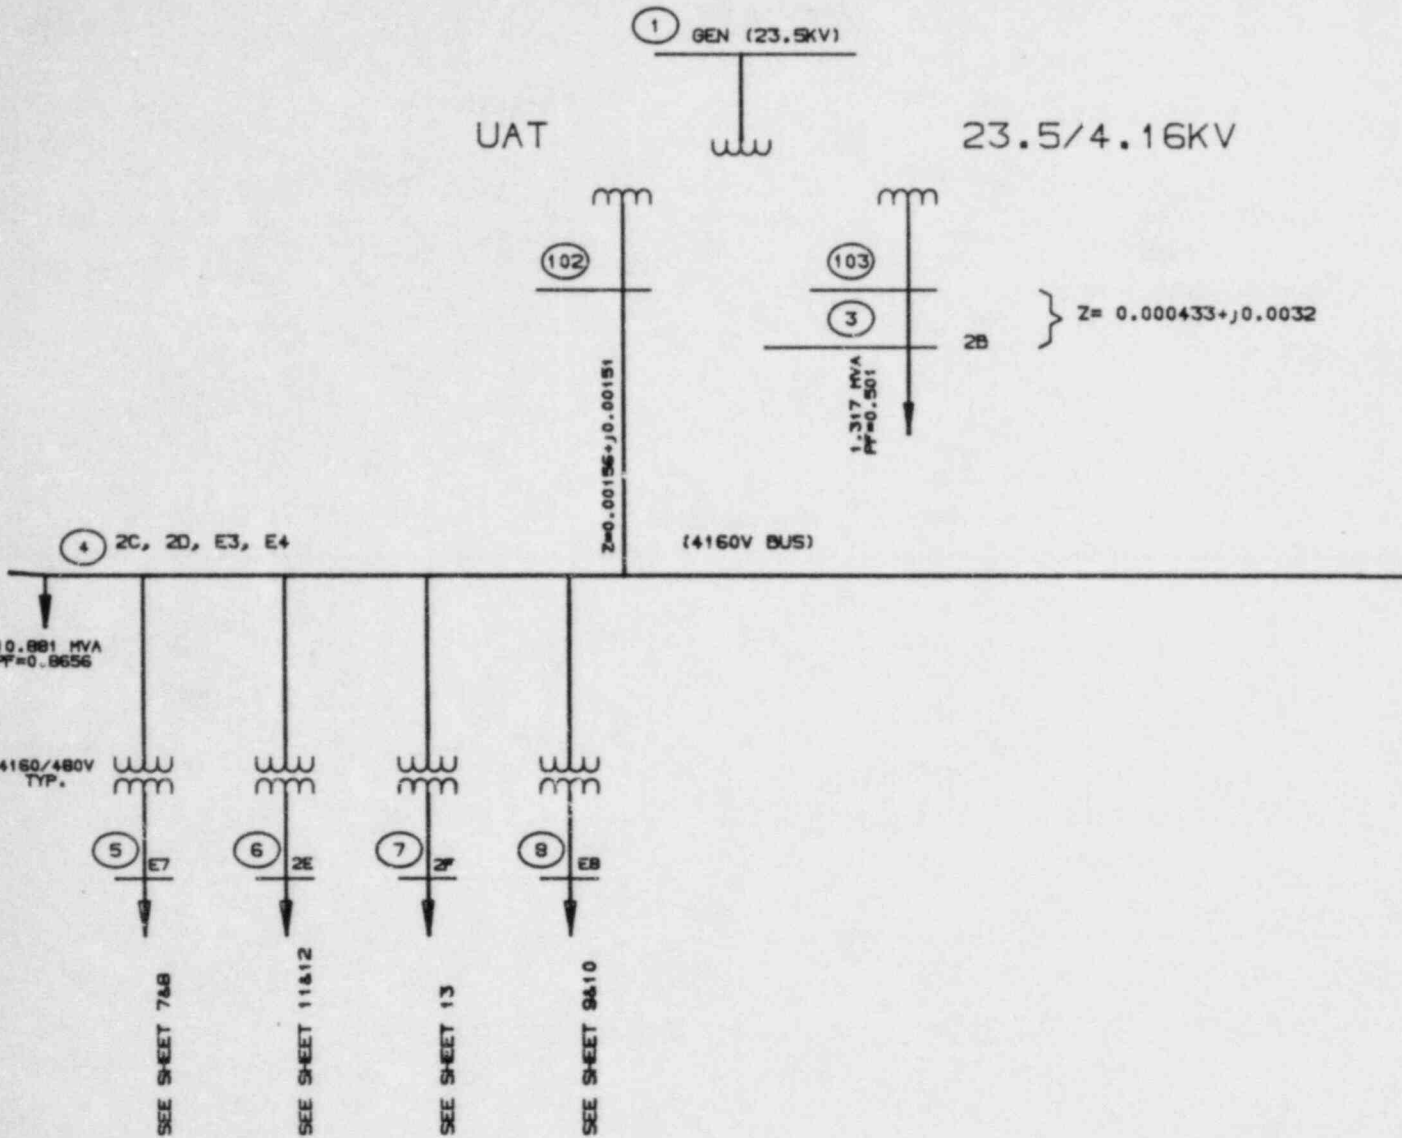 1 GEN (23.5KV)
UAT
23.5/4.16KV
102
103
3
2B
Z= 0.000433+j0.0032
1.317 MVA
PF=0.501
Z=0.00156+j0.00151
4 2C, 2D, E3, E4
(4160V BUS)
10.881 MVA
PF=0.8656
4160/480V
TYP.
5 E7
6 2E
7 2F
8 E8
SEE SHEET 7&8
SEE SHEET 11&12
SEE SHEET 13
SEE SHEET 9&10